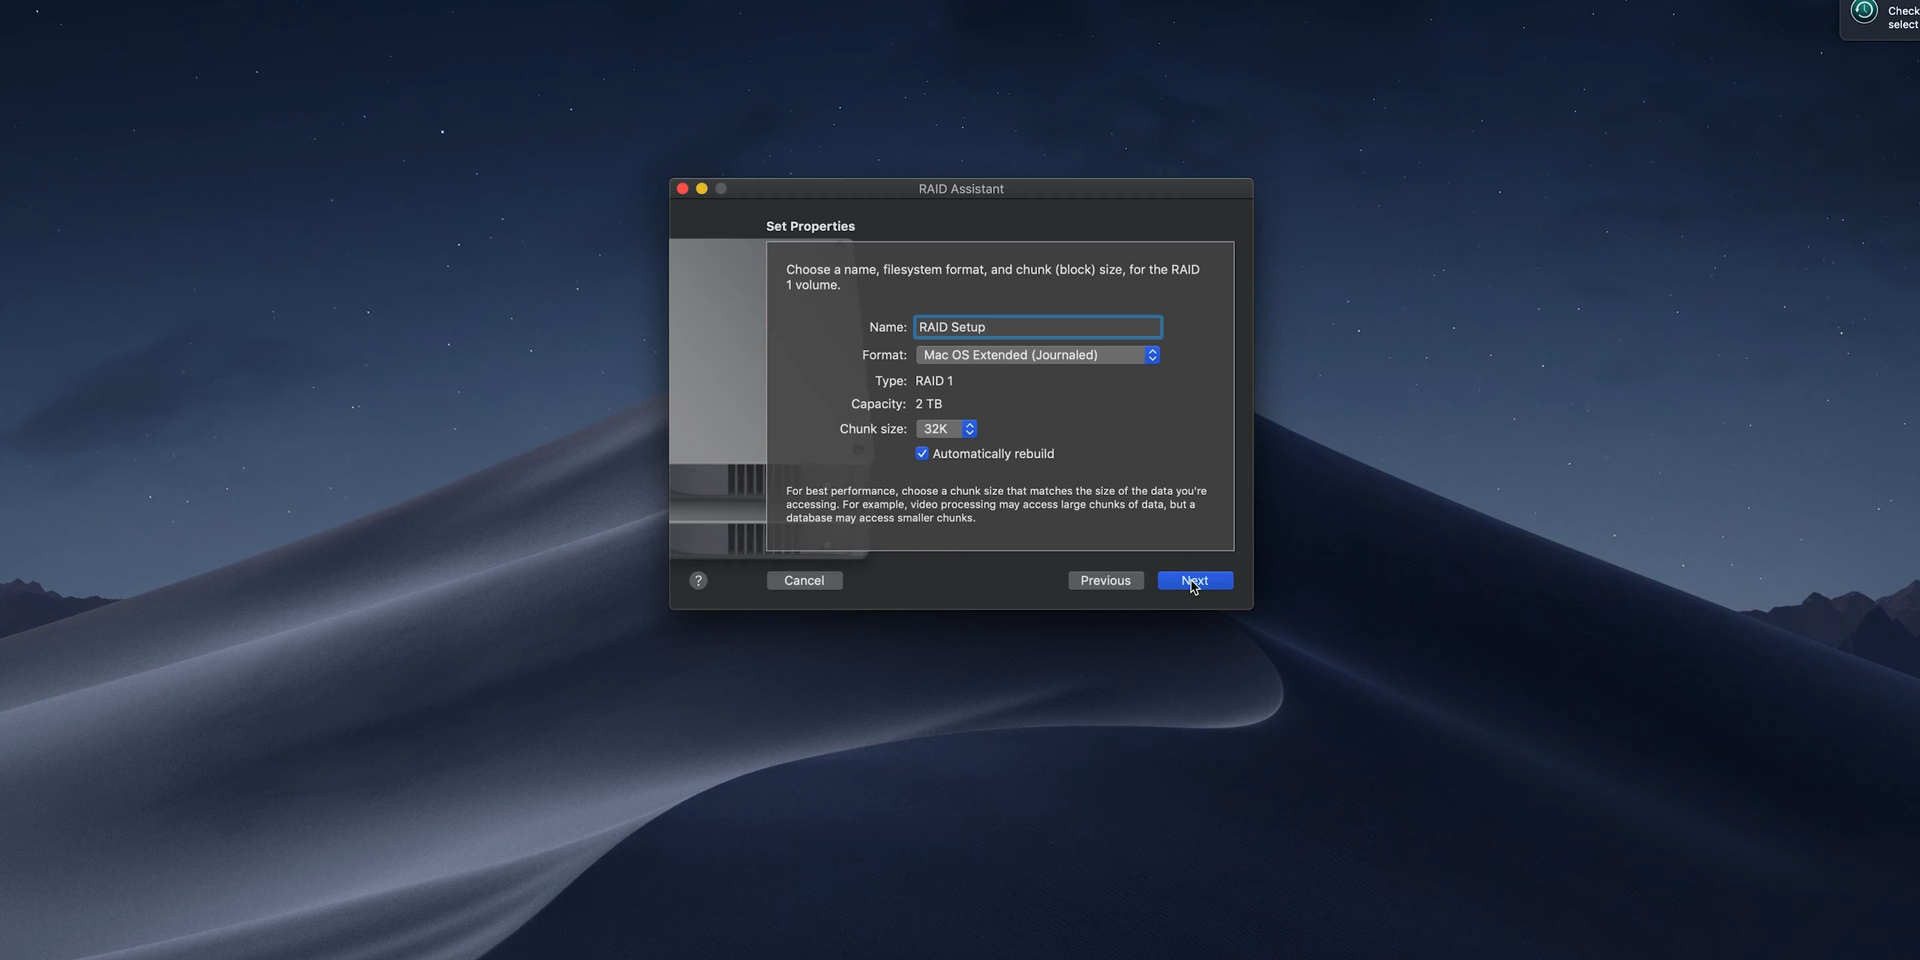 Check
select
RAID Assistant
Set Properties
Choose a name, filesystem format, and chunk (block) size, for the RAID
1 volume.
Name: RAID Setup
Format: Mac OS Extended (Journaled)
Type: RAID 1
Capacity: 2 TB
Chunk size: 32K
Automatically rebuild
For best performance, choose a chunk size that matches the size of the data you're
accessing. For example, video processing may access large chunks of data, but a
database may access smaller chunks.
? Cancel Previous Next